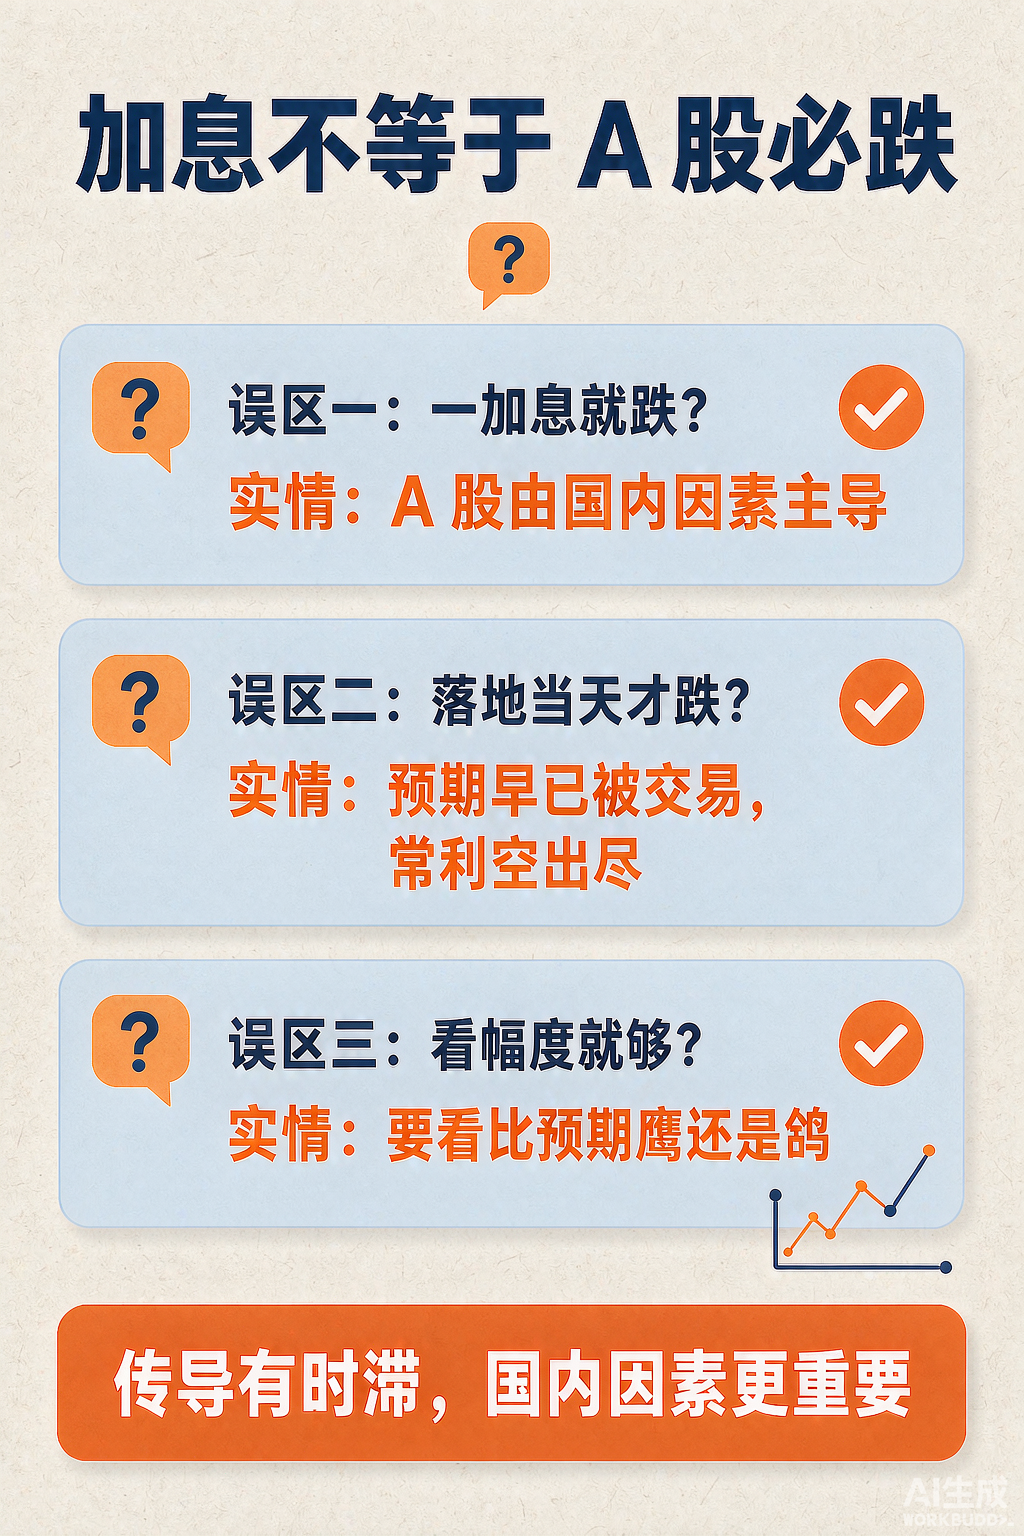 加息不等于 A 股必跌
?
?
误区一：一加息就跌？
实情：A 股由国内因素主导
?
误区二：落地当天才跌？
实情：预期早已被交易，
常利空出尽
?
误区三：看幅度就够？
实情：要看比预期鹰还是鸽
传导有时滞，国内因素更重要
AI生成
WORKBUDDY